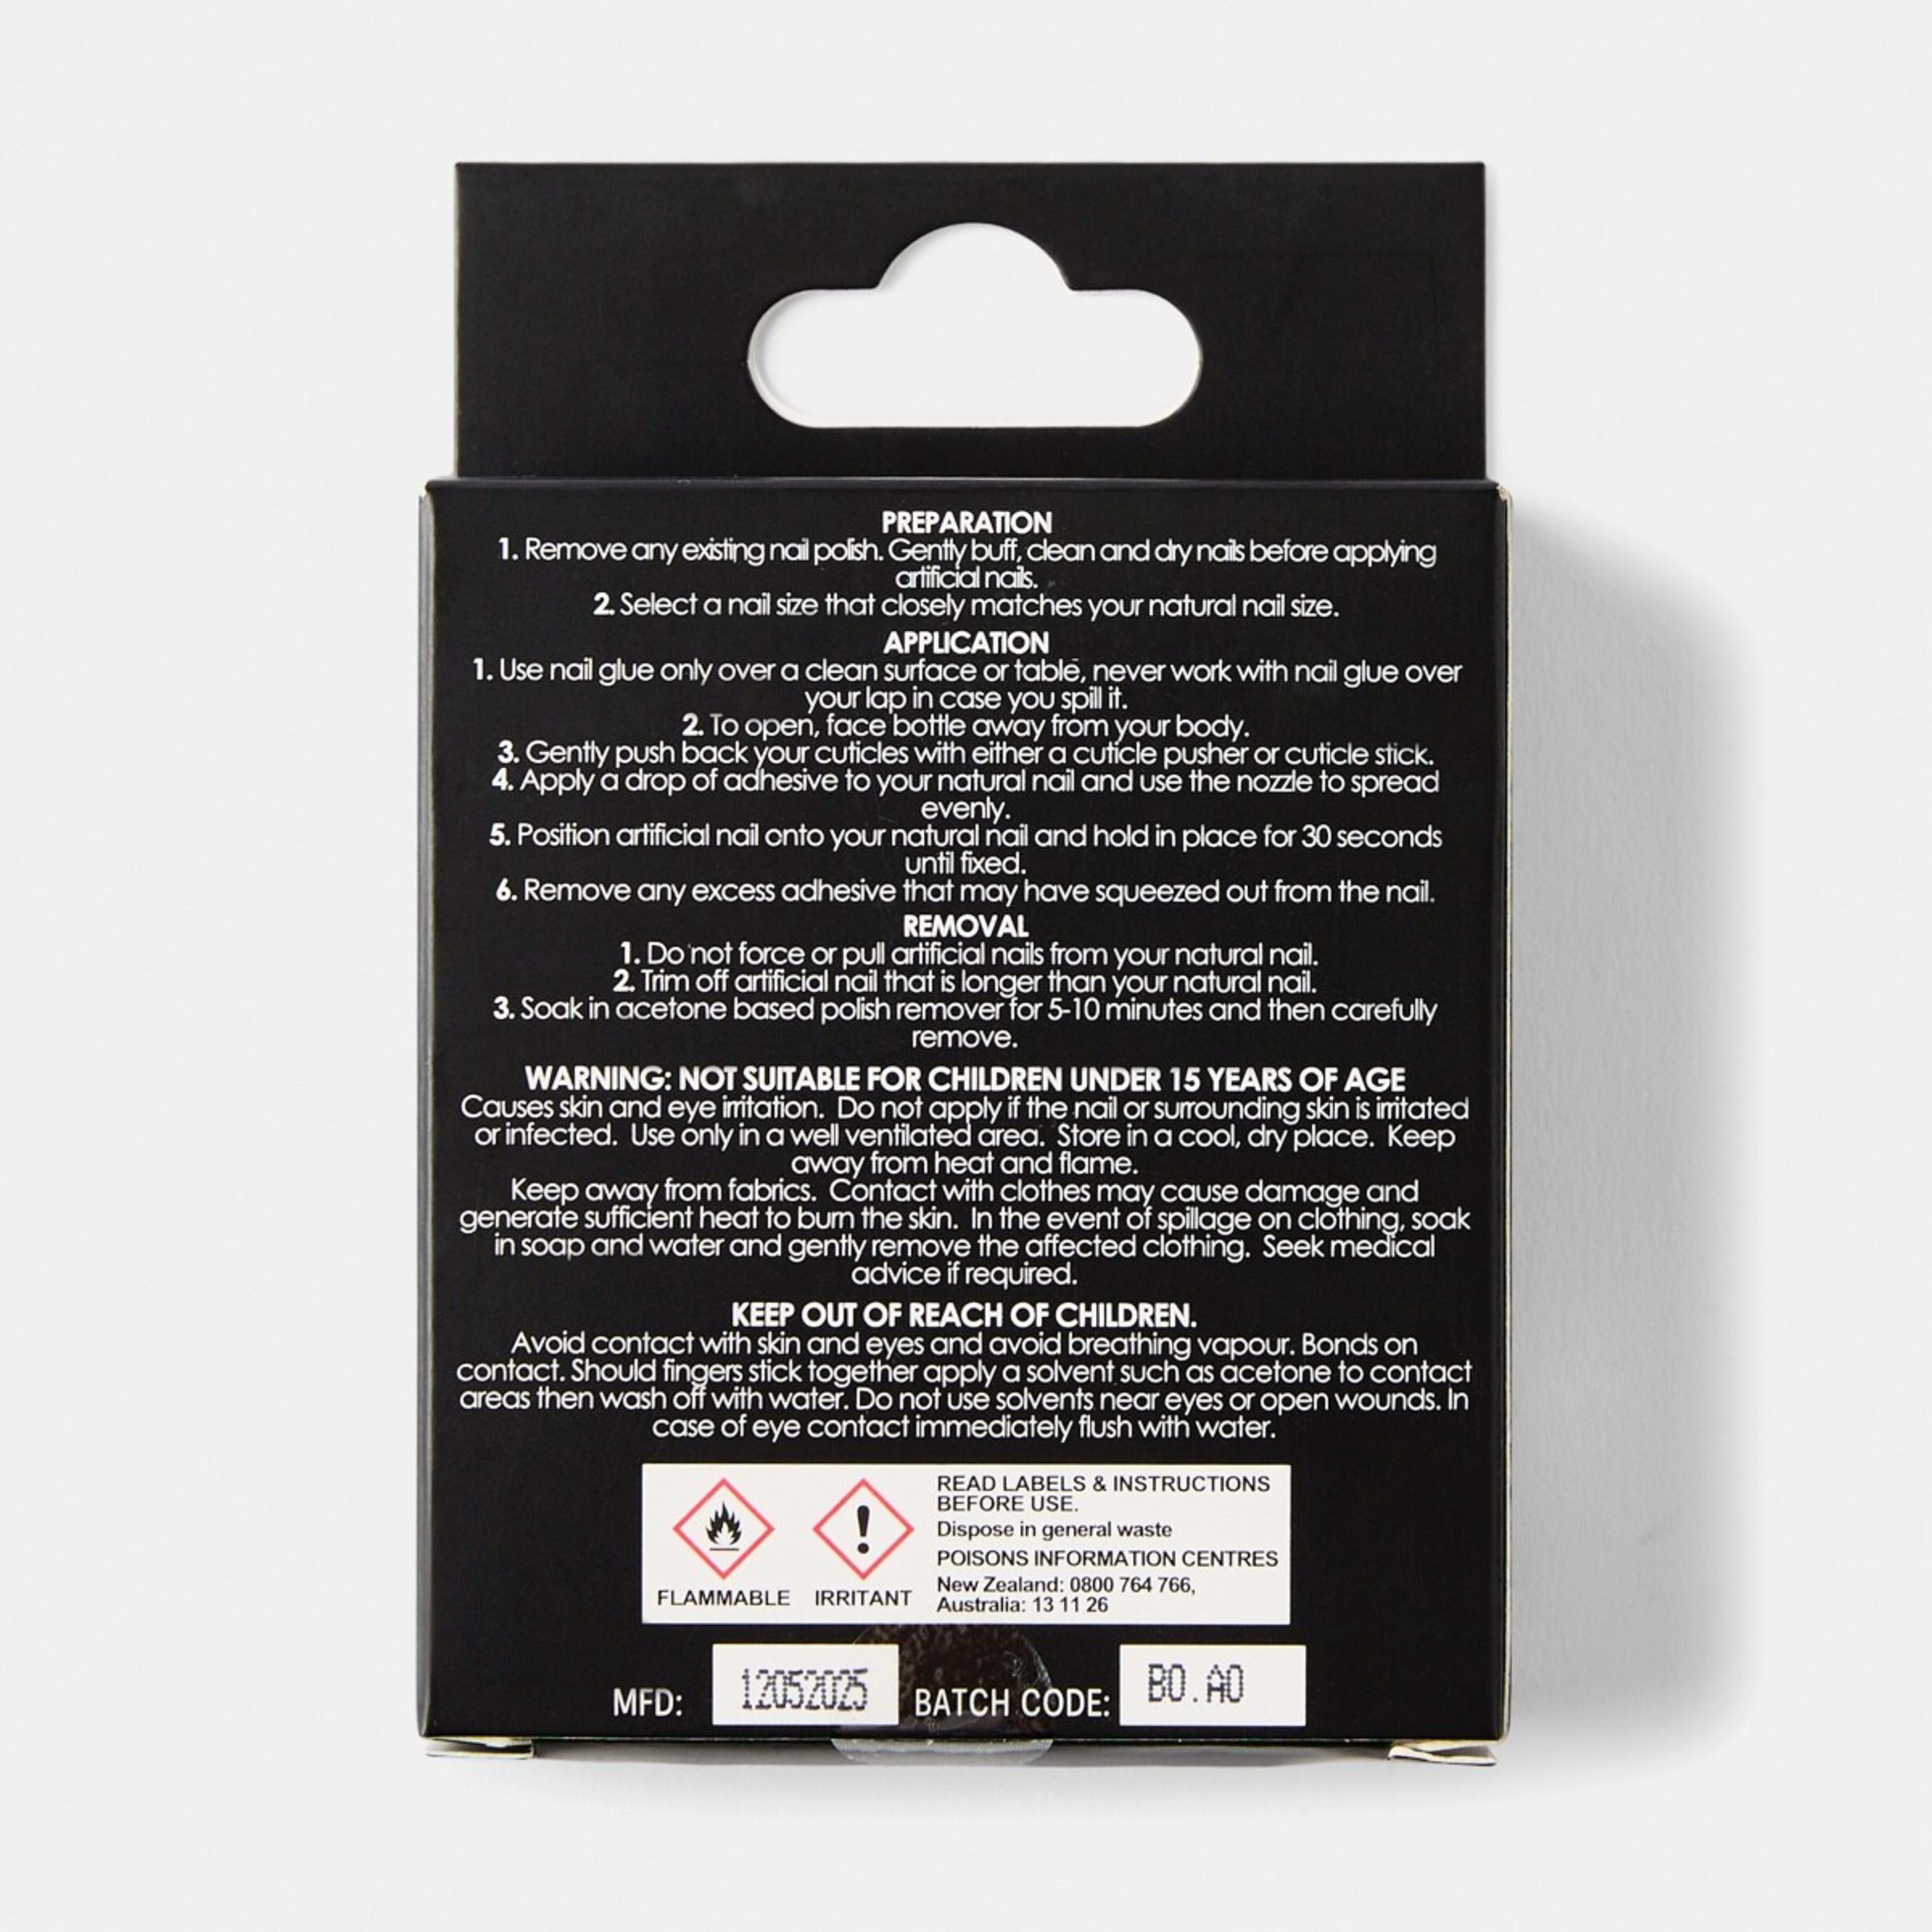 PREPARATION
1. Remove any existing nail polish. Gently buff, clean and dry nails before applying
artificial nails.
2. Select a nail size that closely matches your natural nail size.
APPLICATION
1. Use nail glue only over a clean surface or table, never work with nail glue over
your lap in case you spill it.
2. To open, face bottle away from your body.
3. Gently push back your cuticles with either a cuticle pusher or cuticle stick.
4. Apply a drop of adhesive to your natural nail and use the nozzle to spread
evenly.
5. Position artificial nail onto your natural nail and hold in place for 30 seconds
until fixed.
6. Remove any excess adhesive that may have squeezed out from the nail.
REMOVAL
1. Do not force or pull artificial nails from your natural nail.
2. Trim off artificial nail that is longer than your natural nail.
3. Soak in acetone based polish remover for 5-10 minutes and then carefully
remove.
WARNING: NOT SUITABLE FOR CHILDREN UNDER 15 YEARS OF AGE
Causes skin and eye irritation. Do not apply if the nail or surrounding skin is irritated
or infected. Use only in a well ventilated area. Store in a cool, dry place. Keep
away from heat and flame.
Keep away from fabrics. Contact with clothes may cause damage and
generate sufficient heat to burn the skin. In the event of spillage on clothing, soak
in soap and water and gently remove the affected clothing. Seek medical
advice if required.
KEEP OUT OF REACH OF CHILDREN.
Avoid contact with skin and eyes and avoid breathing vapour. Bonds on
contact. Should fingers stick together apply a solvent such as acetone to contact
areas then wash off with water. Do not use solvents near eyes or open wounds. In
case of eye contact immediately flush with water.
READ LABELS & INSTRUCTIONS
BEFORE USE.
Dispose in general waste
POISONS INFORMATION CENTRES
New Zealand: 0800 764 766,
Australia: 13 11 26
FLAMMABLE IRRITANT
MFD: 12052025 BATCH CODE: BO.AO